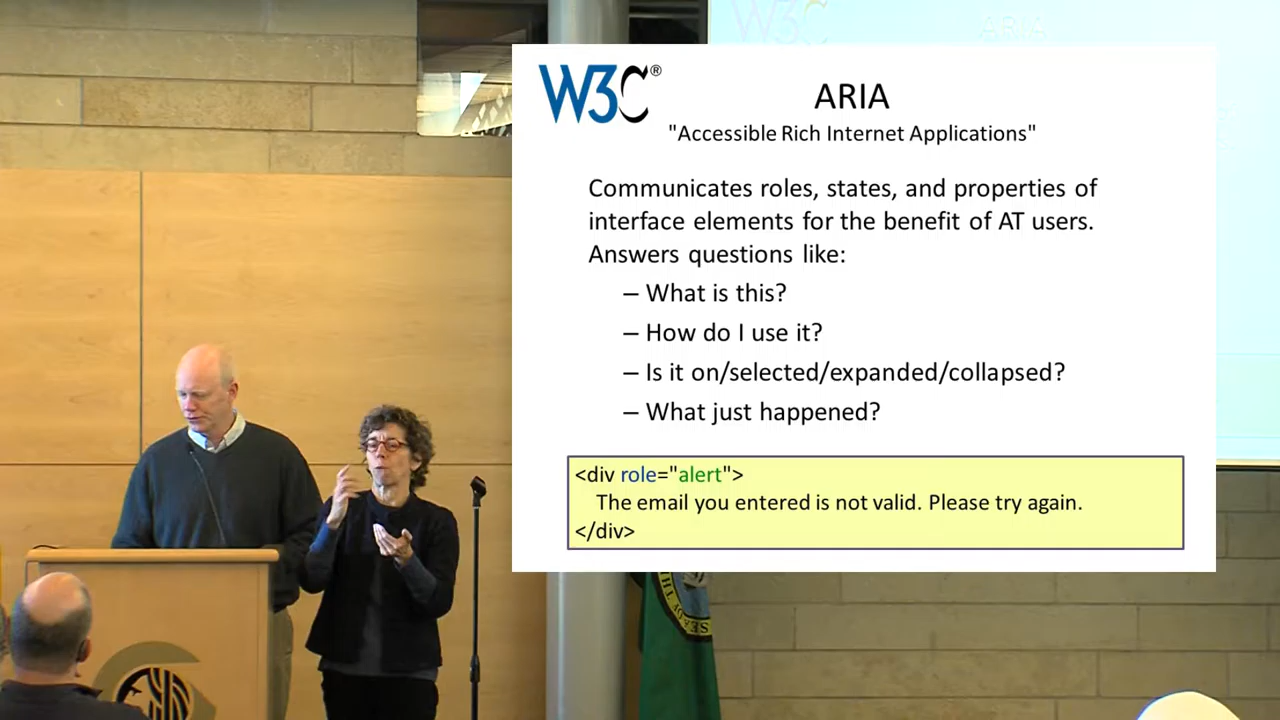 W3C®
ARIA
"Accessible Rich Internet Applications"
Communicates roles, states, and properties of
interface elements for the benefit of AT users.
Answers questions like:
– What is this?
– How do I use it?
– Is it on/selected/expanded/collapsed?
– What just happened?
<div role="alert">
The email you entered is not valid. Please try again.
</div>
W3C
ARIA